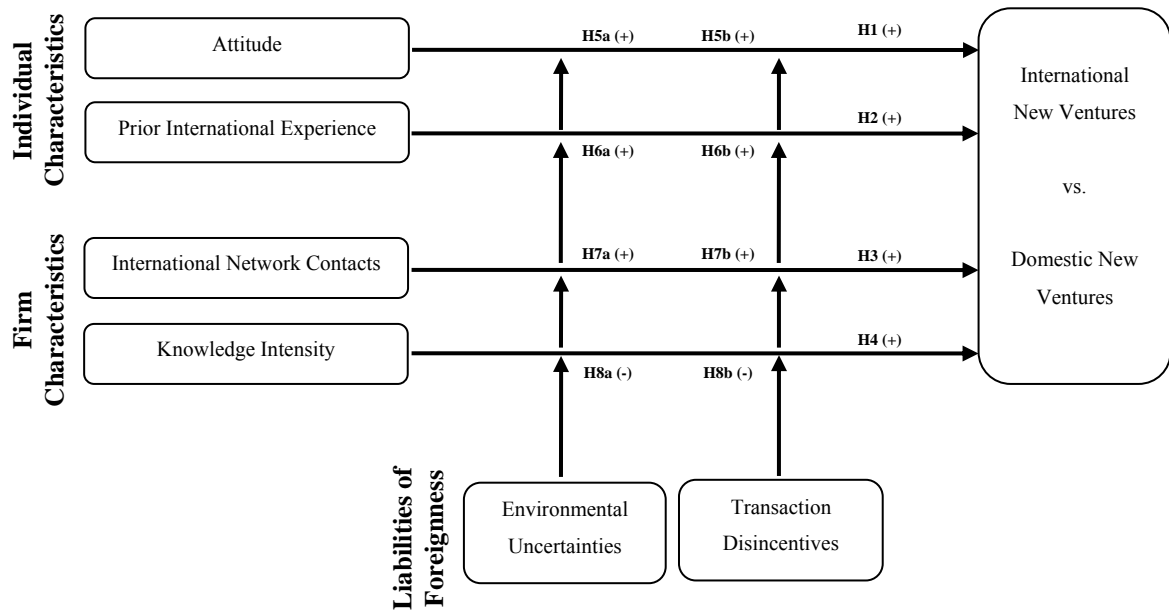 Individual
Characteristics
Attitude
H5a (+)
H5b (+)
H1 (+)
Prior International Experience
H2 (+)
H6a (+)
H6b (+)
International
New Ventures
vs.
Domestic New
Ventures
Firm
Characteristics
International Network Contacts
H7a (+)
H7b (+)
H3 (+)
Knowledge Intensity
H4 (+)
H8a (-)
H8b (-)
Liabilities of
Foreignness
Environmental
Uncertainties
Transaction
Disincentives